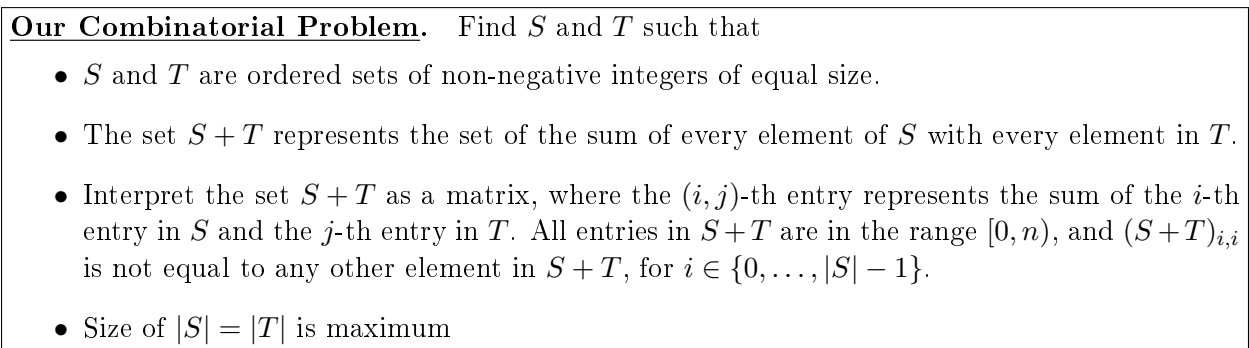 Our Combinatorial Problem. Find S and T such that
• S and T are ordered sets of non-negative integers of equal size.
• The set S + T represents the set of the sum of every element of S with every element in T.
• Interpret the set S + T as a matrix, where the (i, j)-th entry represents the sum of the i-th
entry in S and the j-th entry in T. All entries in S+T are in the range [0, n), and (S+T)_{i,i}
is not equal to any other element in S + T, for i ∈ {0, . . . , |S| − 1}.
• Size of |S| = |T| is maximum